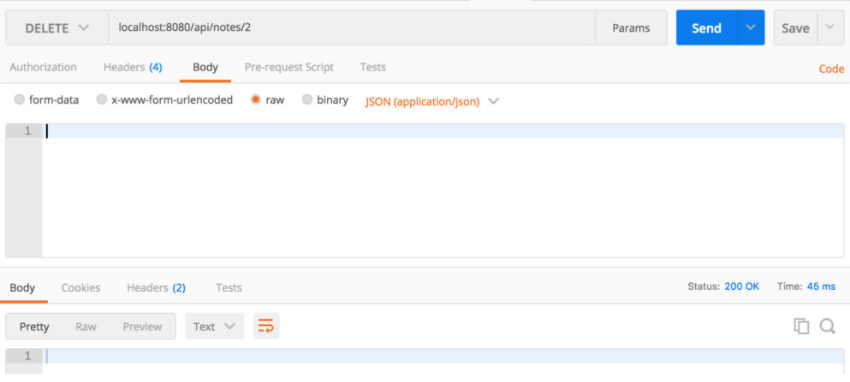 DELETE localhost:8080/api/notes/2 Params Send Save
Authorization Headers (4) Body Pre-request Script Tests Code
form-data x-www-form-urlencoded raw binary JSON (application/json)
1
Body Cookies Headers (2) Tests Status: 200 OK Time: 45 ms
Pretty Raw Preview Text
1